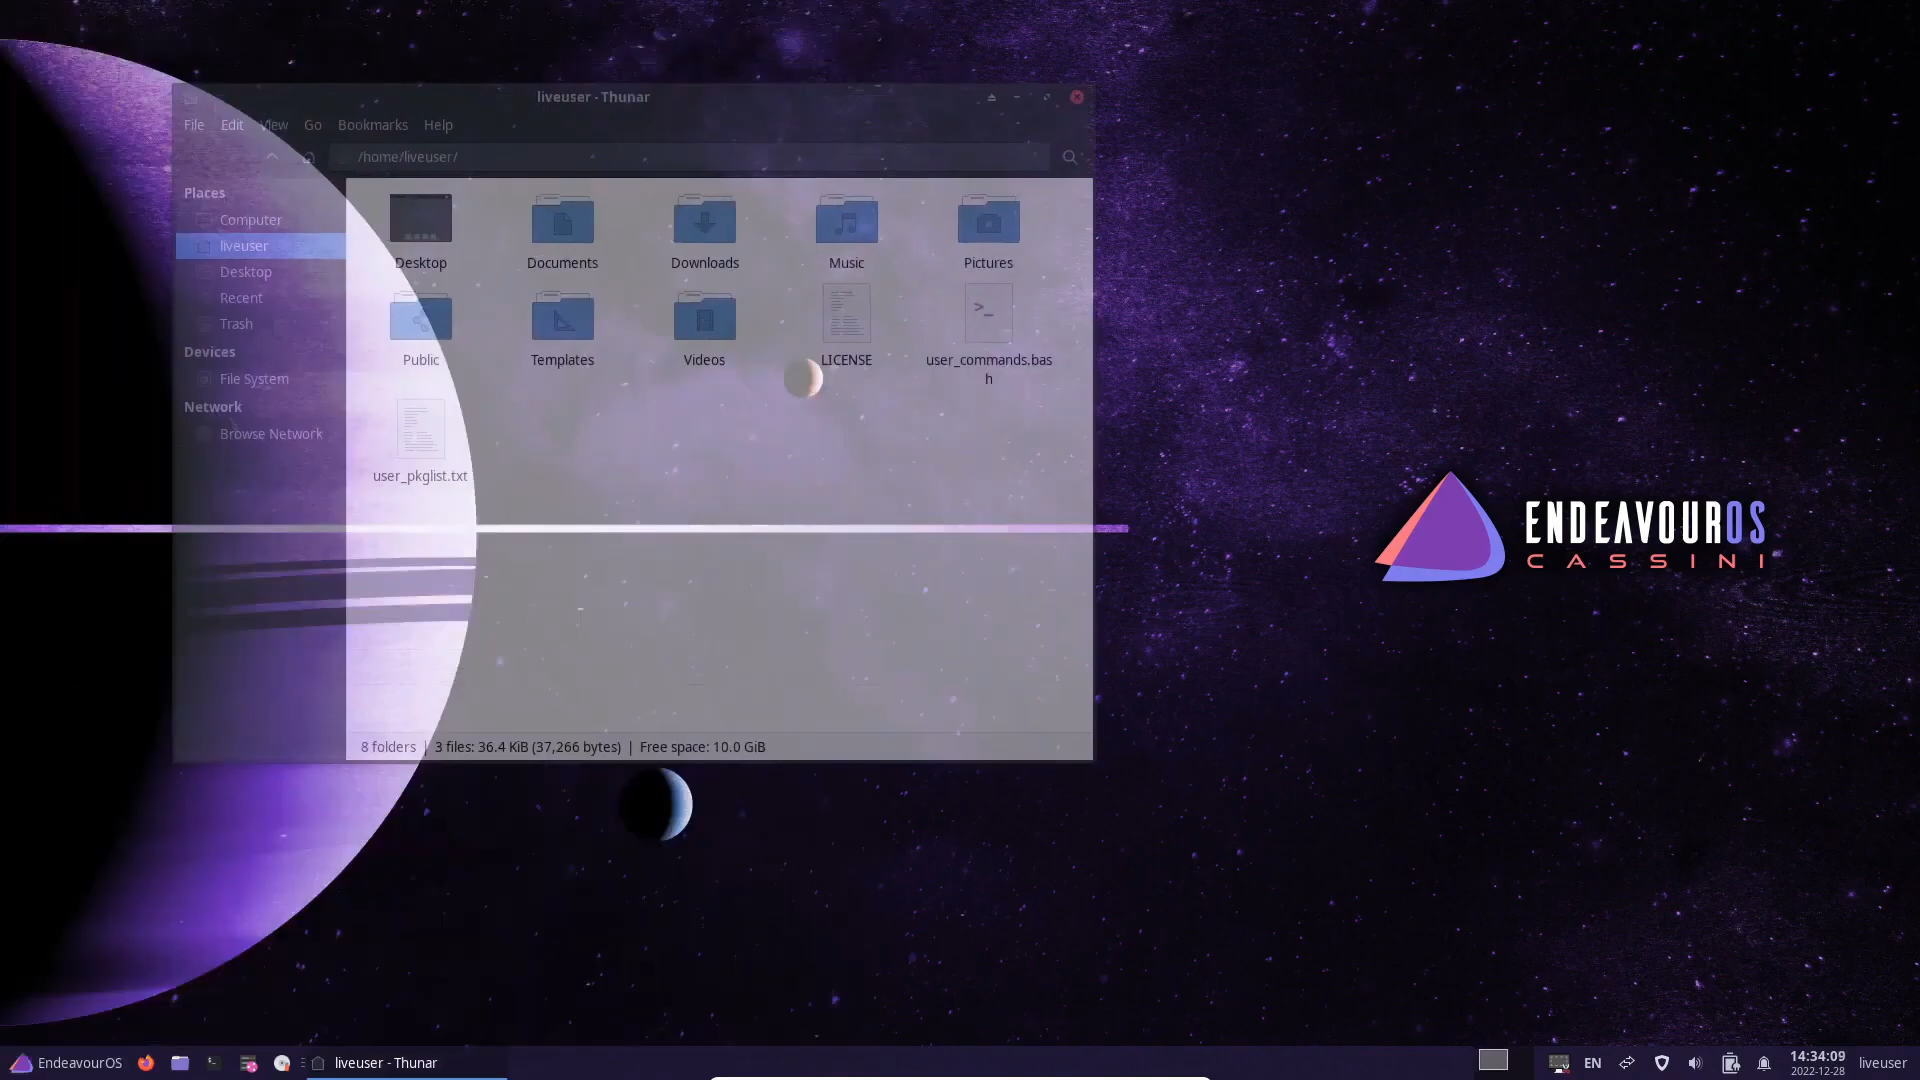 liveuser - Thunar
File Edit View Go Bookmarks Help
/home/liveuser/
Places
Computer
liveuser
Desktop
Recent
Trash
Devices
File System
Network
Browse Network
Desktop Documents Downloads Music Pictures
Public Templates Videos LICENSE user_commands.bas
h
user_pkglist.txt
8 folders | 3 files: 36.4 KiB (37,266 bytes) | Free space: 10.0 GiB
ENDEAVOUROS
CASSINI
EndeavourOS liveuser - Thunar EN 14:34:09 liveuser
2022-12-28